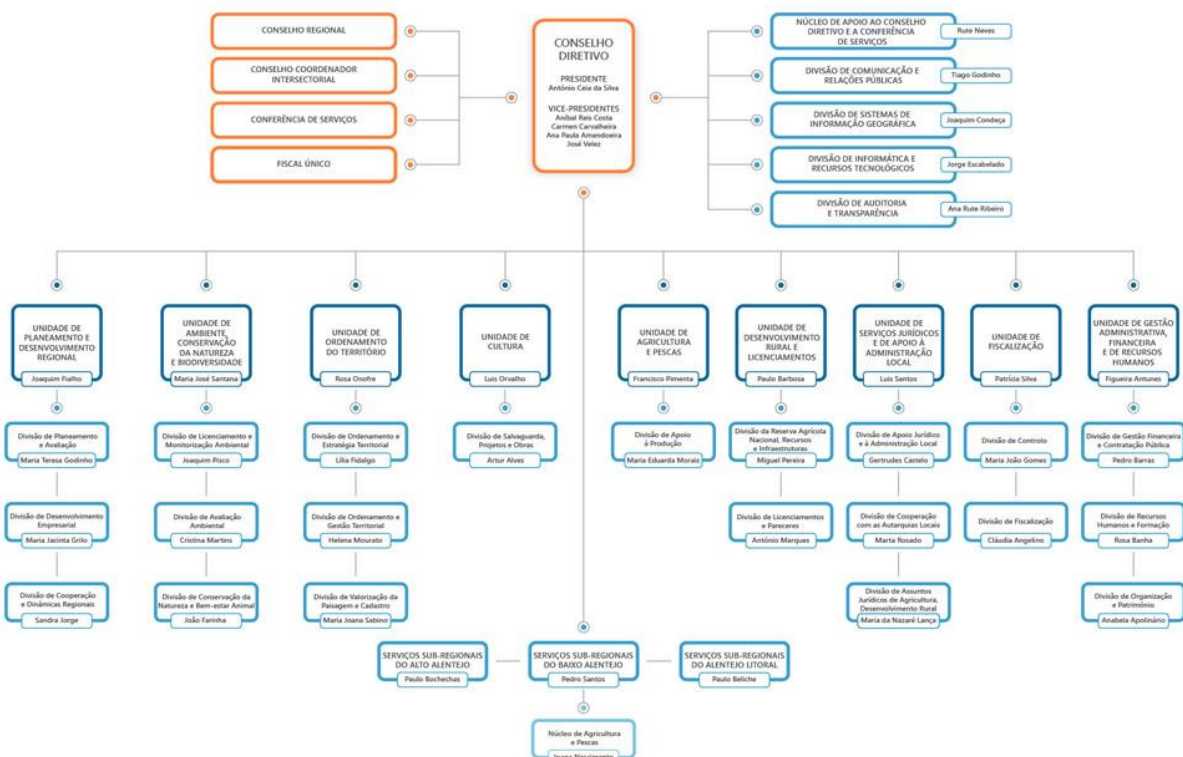 CONSELHO REGIONAL
CONSELHO COORDENADOR
INTERSECTORIAL
CONFERÊNCIA DE SERVIÇOS
FISCAL ÚNICO
CONSELHO
DIRETIVO
PRESIDENTE
António Ceia da Silva
VICE-PRESIDENTES
Aníbal Reis Costa
Carmen Carvalheira
Ana Paula Amendoeira
José Velez
NÚCLEO DE APOIO AO CONSELHO
DIRETIVO E A CONFERÊNCIA
DE SERVIÇOS
Rute Neves
DIVISÃO DE COMUNICAÇÃO E
RELAÇÕES PÚBLICAS
Tiago Godinho
DIVISÃO DE SISTEMAS DE
INFORMAÇÃO GEOGRÁFICA
Joaquim Condeça
DIVISÃO DE INFORMÁTICA E
RECURSOS TECNOLÓGICOS
Jorge Escabelado
DIVISÃO DE AUDITORIA
E TRANSPARÊNCIA
Ana Rute Ribeiro
UNIDADE DE
PLANEAMENTO E
DESENVOLVIMENTO
REGIONAL
Joaquim Fialho
Divisão de Planeamento
e Avaliação
Maria Teresa Godinho
Divisão de Desenvolvimento
Empresarial
Maria Jacinta Grilo
Divisão de Cooperação
e Dinâmicas Regionais
Sandra Jorge
UNIDADE DE
AMBIENTE,
CONSERVAÇÃO
DA NATUREZA
E BIODIVERSIDADE
Maria José Santana
Divisão de Licenciamento e
Monitorização Ambiental
Joaquim Pisco
Divisão de Avaliação
Ambiental
Cristina Martins
Divisão de Conservação da
Natureza e Bem-estar Animal
João Farinha
UNIDADE DE
ORDENAMENTO
DO TERRITÓRIO
Rosa Onofre
Divisão de Ordenamento e
Estratégia Territorial
Lília Fidalgo
Divisão de Ordenamento e
Gestão Territorial
Helena Mourato
Divisão de Valorização da
Paisagem e Cadastro
Maria Joana Sabino
UNIDADE DE
CULTURA
Luis Orvalho
Divisão de Salvaguarda,
Projetos e Obras
Artur Alves
UNIDADE DE
AGRICULTURA
E PESCAS
Francisco Pimenta
Divisão de Apoio
à Produção
Maria Eduarda Morais
UNIDADE DE
DESENVOLVIMENTO
RURAL E
LICENCIAMENTOS
Paulo Barbosa
Divisão da Reserva Agrícola
Nacional, Recursos
e Infraestruturas
Miguel Pereira
Divisão de Licenciamentos
e Pareceres
António Marques
UNIDADE DE
SERVIÇOS JURÍDICOS
E DE APOIO À
ADMINISTRAÇÃO
LOCAL
Luis Santos
Divisão de Apoio Jurídico
e à Administração Local
Gertrudes Castelo
Divisão de Cooperação
com as Autarquias Locais
Marta Rosado
Divisão de Assuntos
Jurídicos de Agricultura,
Desenvolvimento Rural
Maria da Nazaré Lança
UNIDADE DE
FISCALIZAÇÃO
Patrícia Silva
Divisão de Controlo
Maria João Gomes
Divisão de Fiscalização
Cláudia Angelino
UNIDADE DE GESTÃO
ADMINISTRATIVA,
FINANCEIRA
E DE RECURSOS
HUMANOS
Figueira Antunes
Divisão de Gestão Financeira
e Contratação Pública
Pedro Barras
Divisão de Recursos
Humanos e Formação
Rosa Banha
Divisão de Organização
e Património
Anabela Apolinário
SERVIÇOS SUB-REGIONAIS
DO ALTO ALENTEJO
Paulo Bochechas
SERVIÇOS SUB-REGIONAIS
DO BAIXO ALENTEJO
Pedro Santos
SERVIÇOS SUB-REGIONAIS
DO ALENTEJO LITORAL
Paulo Beliche
Núcleo de Agricultura
e Pescas